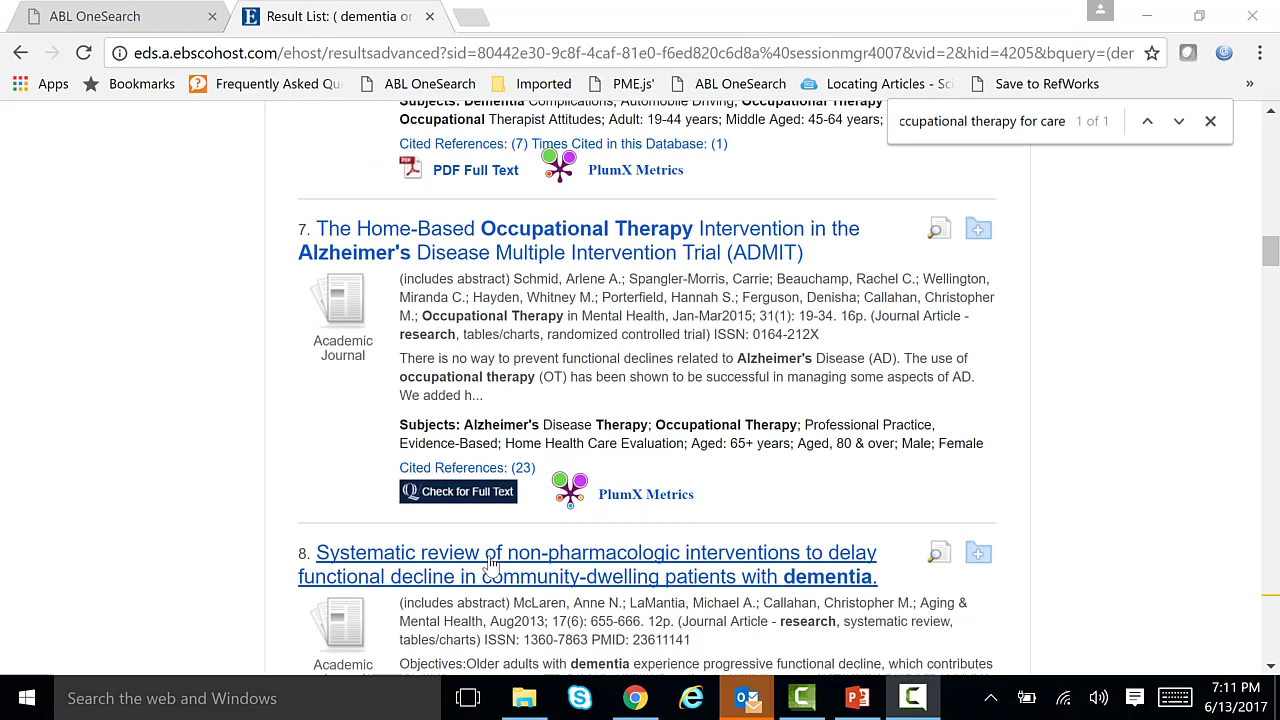 ABL OneSearch
Result List: ( dementia or
eds.a.ebscohost.com/ehost/resultsadvanced?sid=80442e30-9c8f-4caf-81e0-f6ed820c6d8a%40sessionmgr4007&vid=2&hid=4205&bquery=(der
Apps
Bookmarks
Frequently Asked Qu
ABL OneSearch
Imported
PME.js'
ABL OneSearch
Locating Articles - Sci
Save to RefWorks
»
Subjects: Dementia Complications; Automobile Driving; Occupational Therapy
Occupational Therapist Attitudes; Adult: 19-44 years; Middle Aged: 45-64 years;
ccupational therapy for care 1 of 1
Cited References: (7) Times Cited in this Database: (1)
PDF Full Text
PlumX Metrics
7. The Home-Based Occupational Therapy Intervention in the
Alzheimer's Disease Multiple Intervention Trial (ADMIT)
Academic
Journal
(includes abstract) Schmid, Arlene A.; Spangler-Morris, Carrie; Beauchamp, Rachel C.; Wellington,
Miranda C.; Hayden, Whitney M.; Porterfield, Hannah S.; Ferguson, Denisha; Callahan, Christopher
M.; Occupational Therapy in Mental Health, Jan-Mar2015; 31(1): 19-34. 16p. (Journal Article -
research, tables/charts, randomized controlled trial) ISSN: 0164-212X
There is no way to prevent functional declines related to Alzheimer's Disease (AD). The use of
occupational therapy (OT) has been shown to be successful in managing some aspects of AD.
We added h...
Subjects: Alzheimer's Disease Therapy; Occupational Therapy; Professional Practice,
Evidence-Based; Home Health Care Evaluation; Aged: 65+ years; Aged, 80 & over; Male; Female
Cited References: (23)
Check for Full Text
PlumX Metrics
8. Systematic review of non-pharmacologic interventions to delay
functional decline in community-dwelling patients with dementia.
Academic
(includes abstract) McLaren, Anne N.; LaMantia, Michael A.; Callahan, Christopher M.; Aging &
Mental Health, Aug2013; 17(6): 655-666. 12p. (Journal Article - research, systematic review,
tables/charts) ISSN: 1360-7863 PMID: 23611141
Objectives:Older adults with dementia experience progressive functional decline, which contributes
Search the web and Windows
7:11 PM
6/13/2017